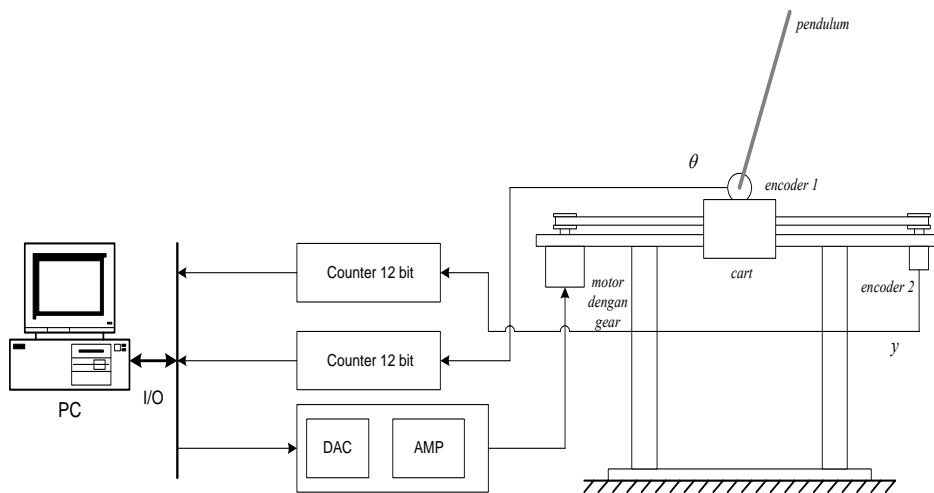 pendulum
θ
encoder 1
Counter 12 bit
cart
motor
dengan
gear
encoder 2
Counter 12 bit
y
I/O
PC
DAC
AMP